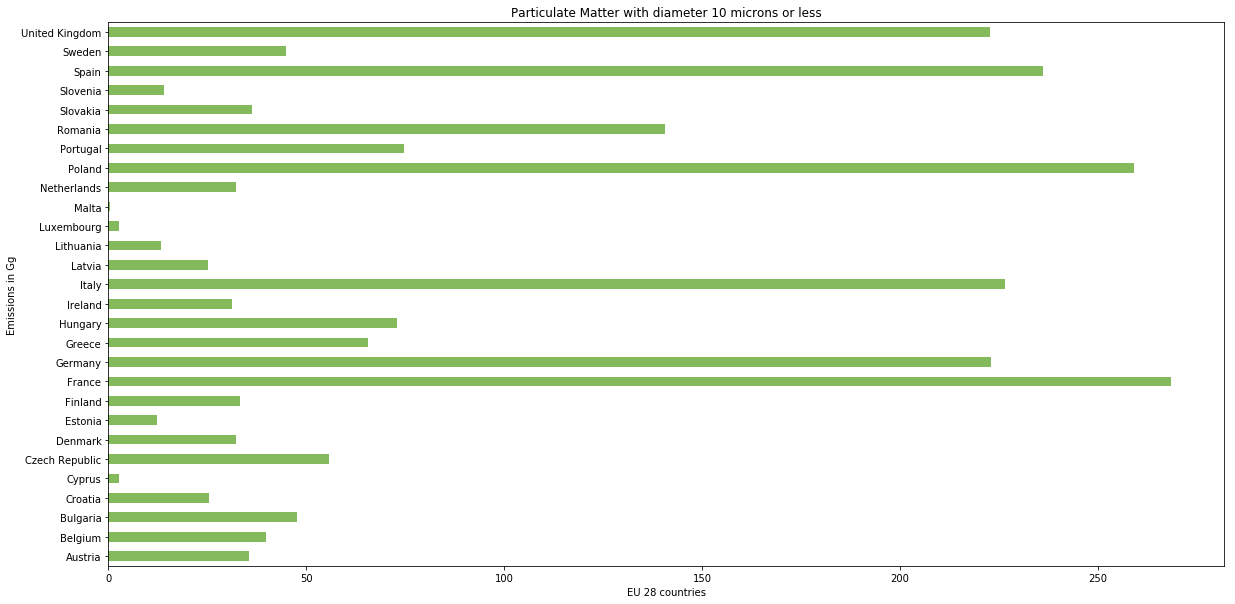 Particulate Matter with diameter 10 microns or less
United Kingdom
Sweden
Spain
Slovenia
Slovakia
Romania
Portugal
Poland
Netherlands
Malta
Luxembourg
Lithuania
Latvia
Italy
Ireland
Hungary
Greece
Germany
France
Finland
Estonia
Denmark
Czech Republic
Cyprus
Croatia
Bulgaria
Belgium
Austria
Emissions in Gg
0 50 100 150 200 250
EU 28 countries